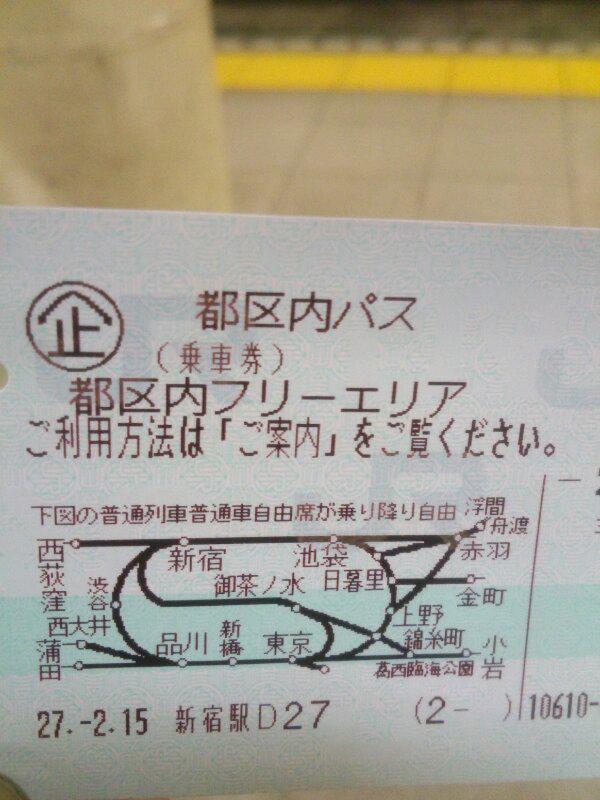 企 都区内パス
(乗車券)
都区内フリーエリア
ご利用方法は「ご案内」をご覧ください。
下図の普通列車普通車自由席が乗り降り自由
浮間舟渡
西荻窪
新宿
池袋
赤羽
渋谷
御茶ノ水
日暮里
金町
西大井
上野
蒲田
品川
新橋
東京
錦糸町
小岩
葛西臨海公園
27.-2.15 新宿駅D27 (2- ) 10610-